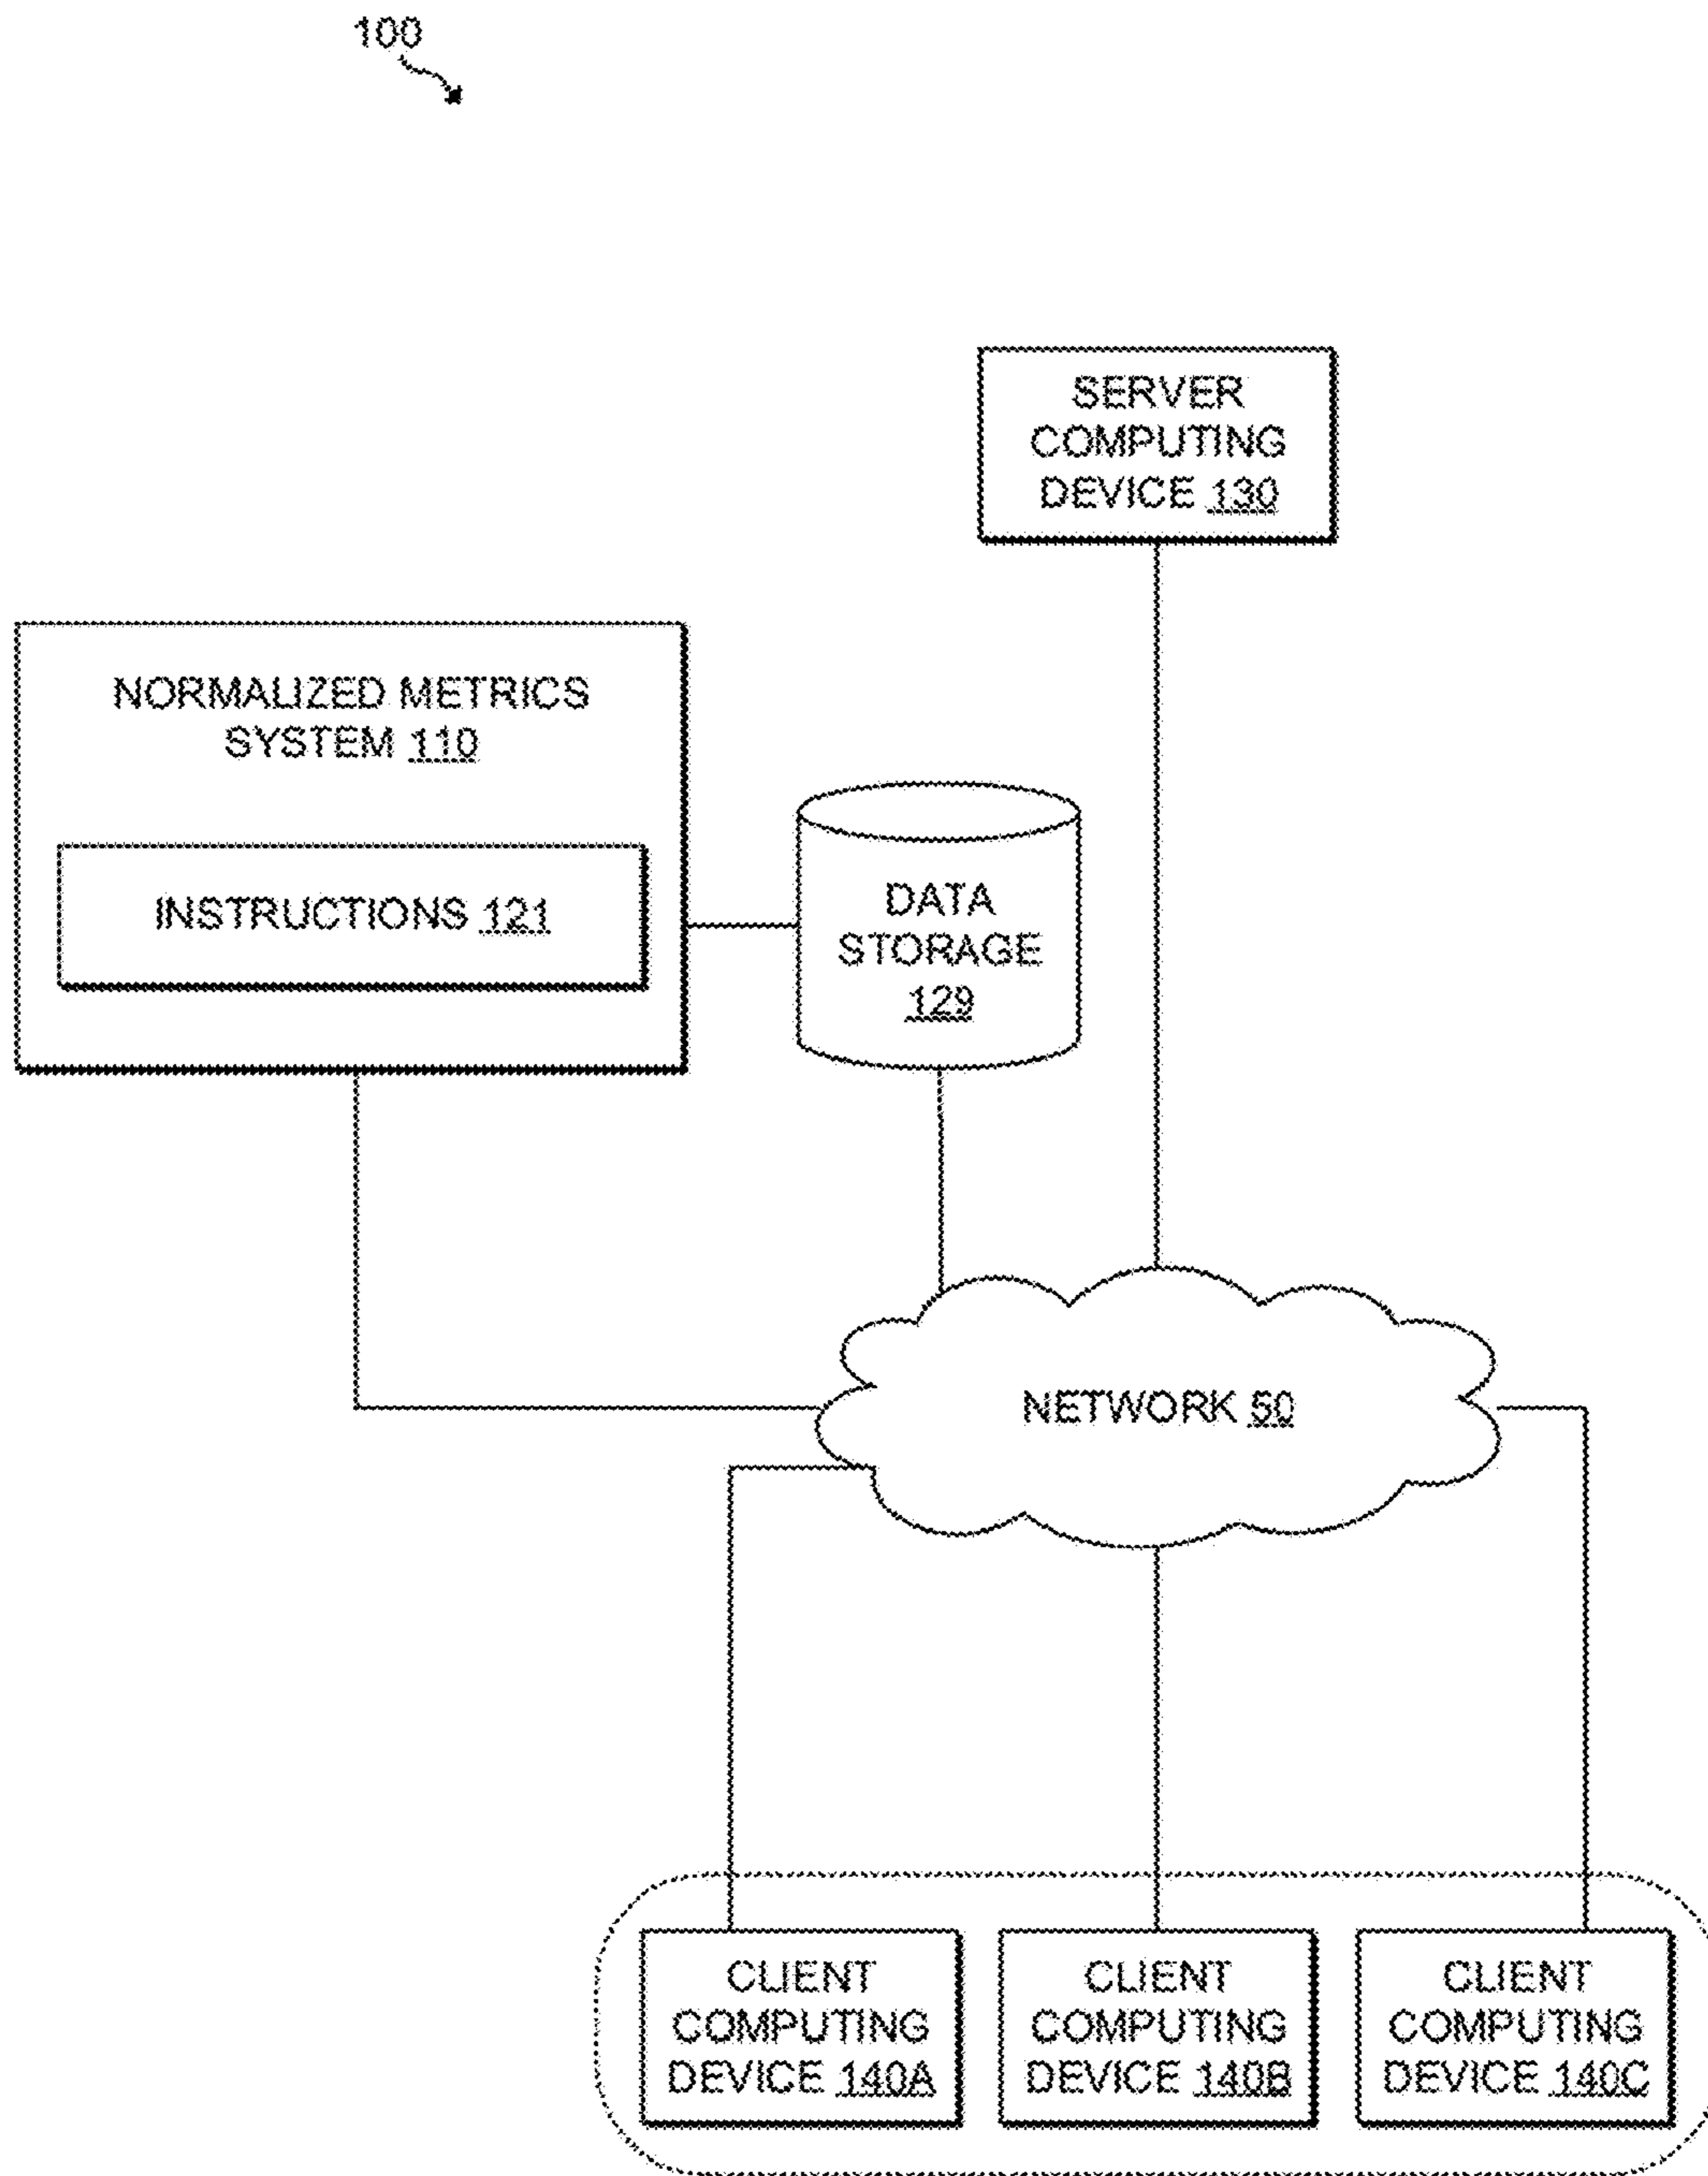 100
SERVER
COMPUTING
DEVICE 130
NORMALIZED METRICS
SYSTEM 110
INSTRUCTIONS 121
DATA
STORAGE
129
NETWORK 50
CLIENT
COMPUTING
DEVICE 140A
CLIENT
COMPUTING
DEVICE 140B
CLIENT
COMPUTING
DEVICE 140C